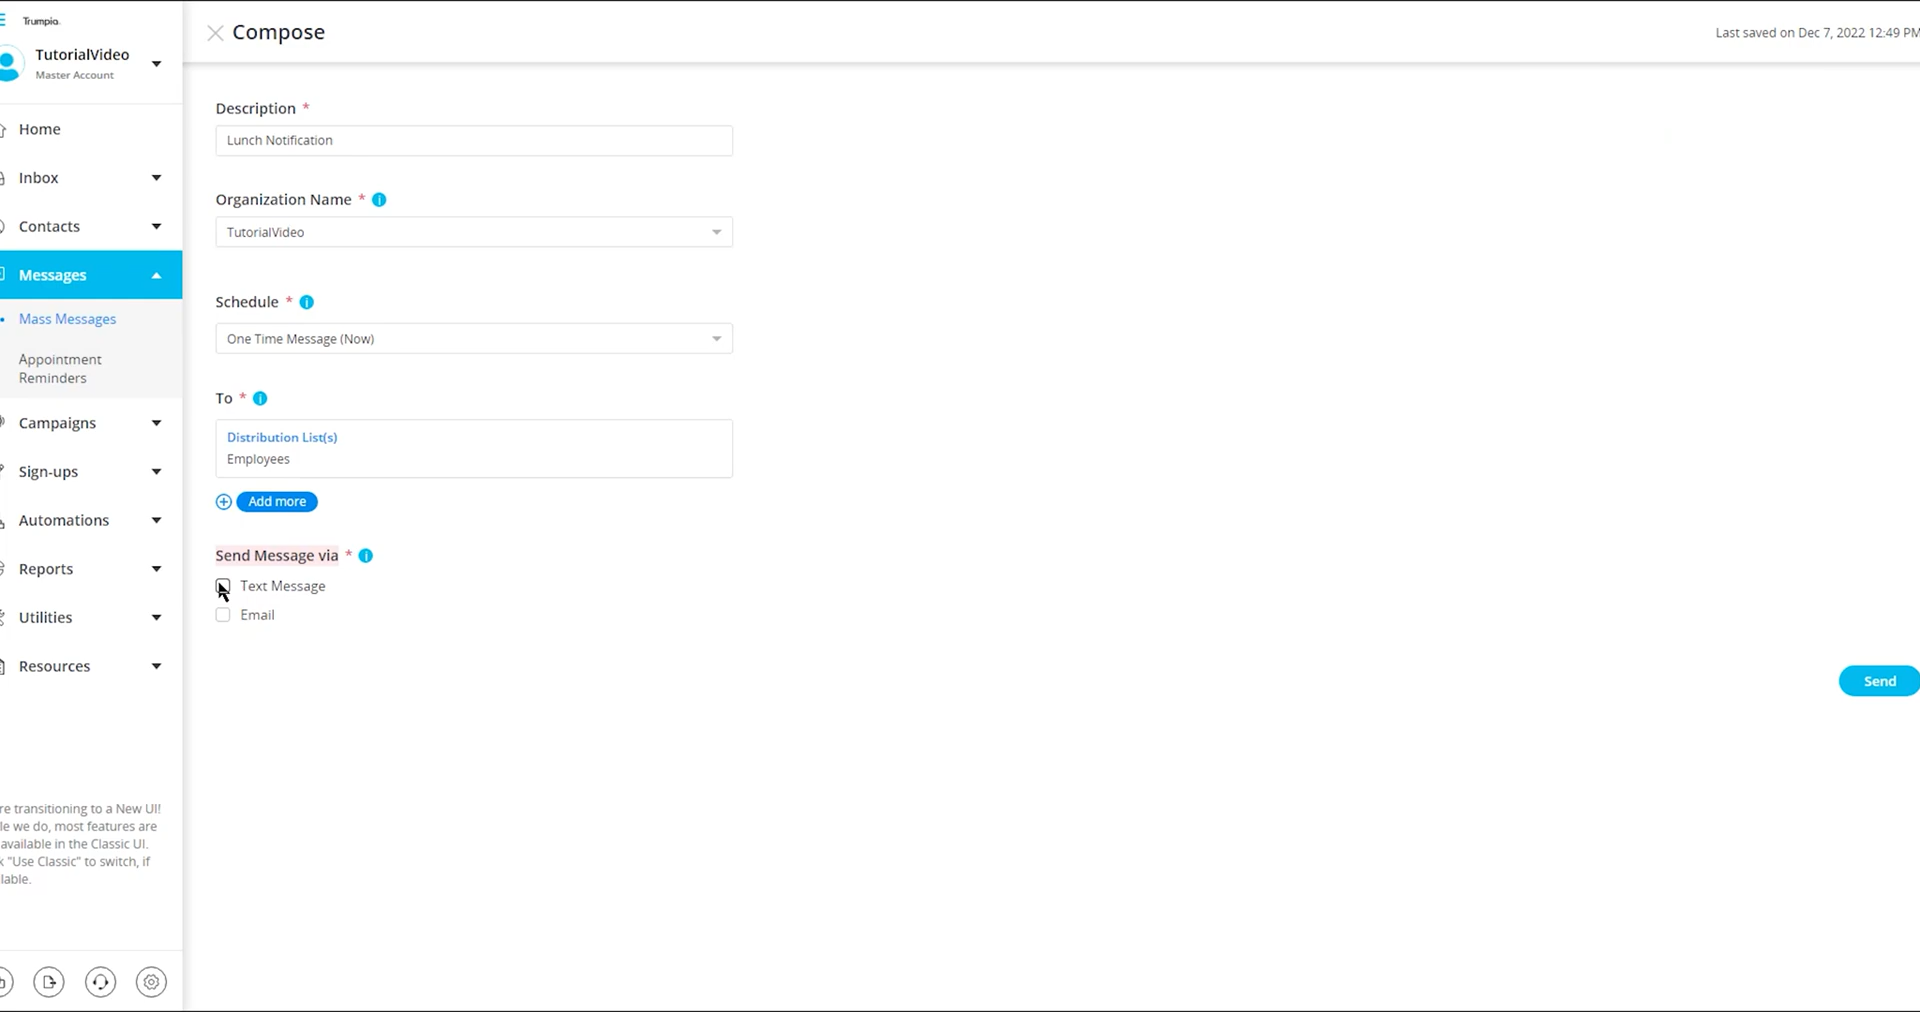 Trumpia
TutorialVideo
Master Account
Home
Inbox
Contacts
Messages
Mass Messages
Appointment
Reminders
Campaigns
Sign-ups
Automations
Reports
Utilities
Resources
re transitioning to a New UI!
le we do, most features are
available in the Classic UI.
k "Use Classic" to switch, if
lable.
Compose
Last saved on Dec 7, 2022 12:49 PM
Description *
Lunch Notification
Organization Name *
TutorialVideo
Schedule *
One Time Message (Now)
To *
Distribution List(s)
Employees
Add more
Send Message via *
Text Message
Email
Send